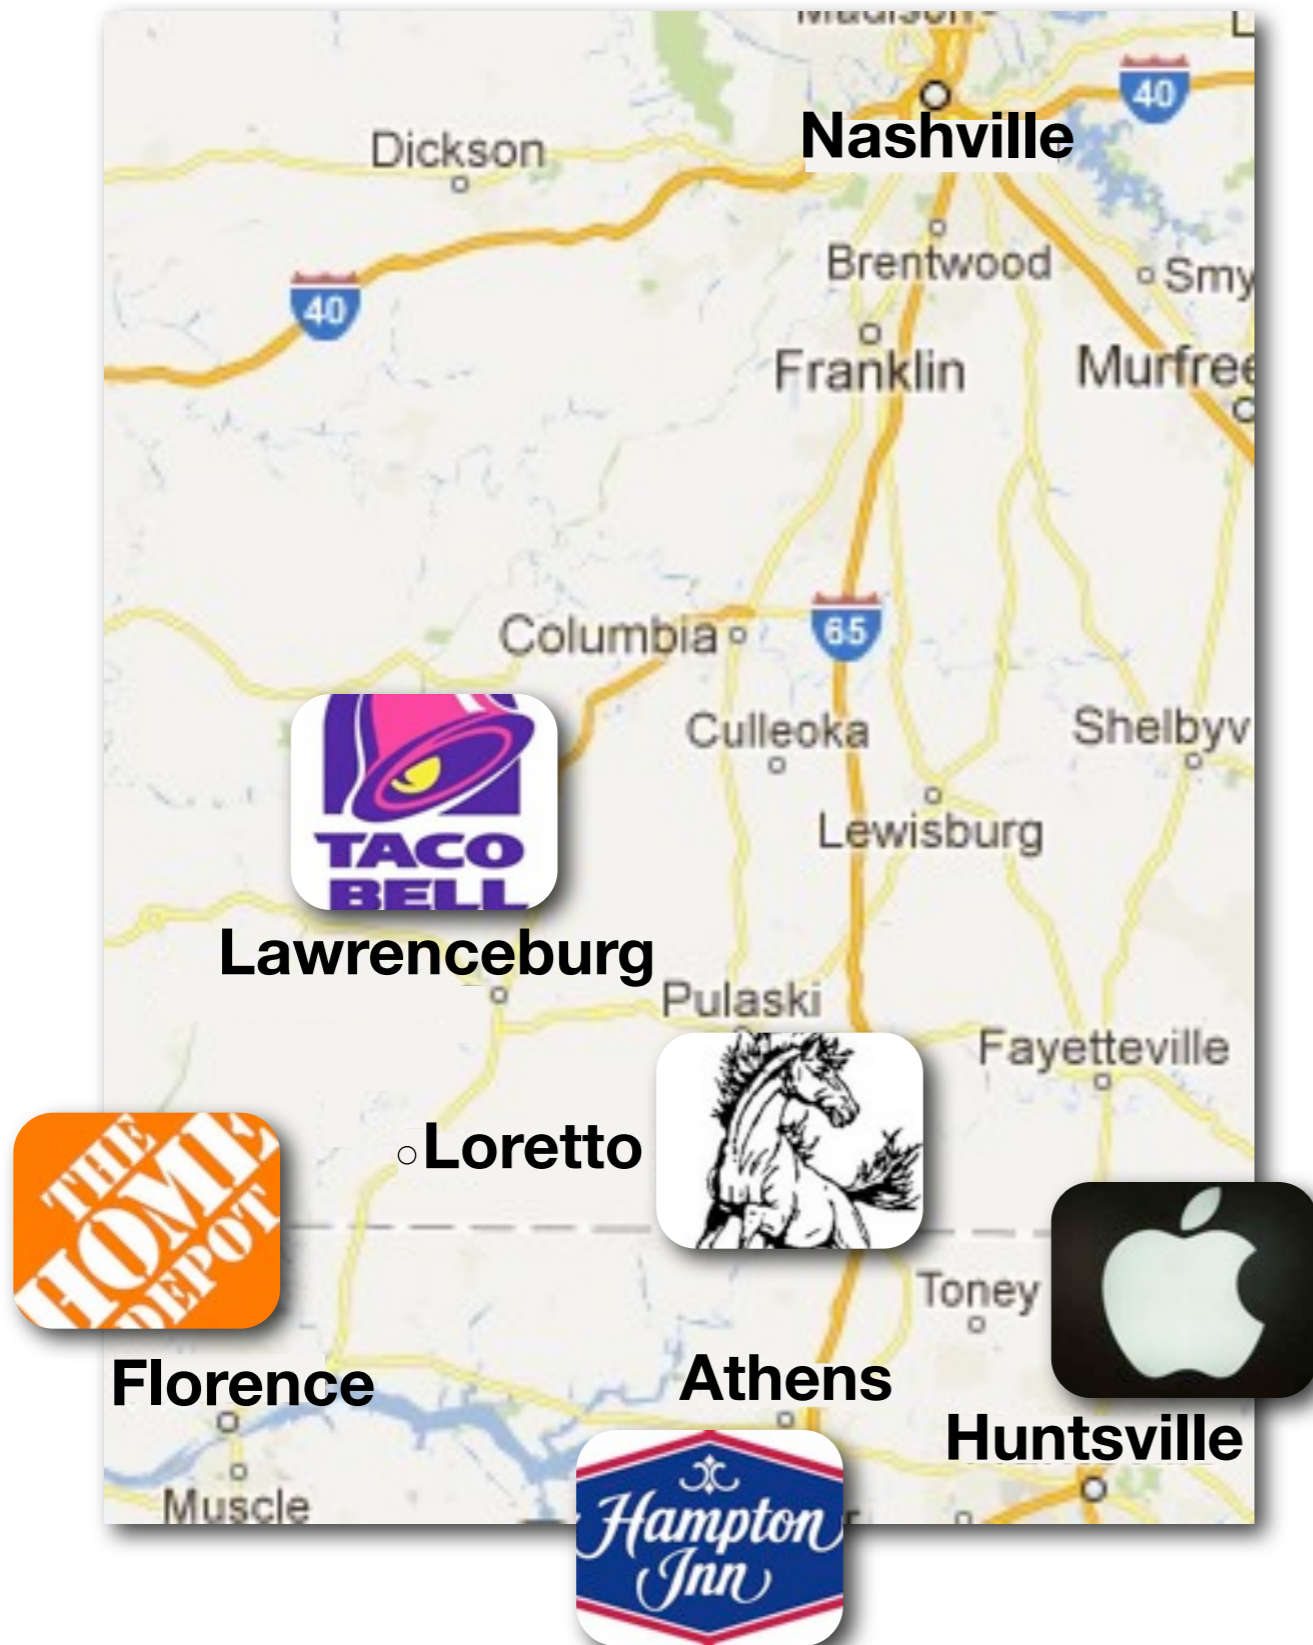 Madison
40
Nashville
Dickson
Brentwood
Smy
40
Franklin
Murfree
Columbia
65
Culleoka
Shelbyv
TACO
BELL
Lewisburg
Lawrenceburg
Pulaski
Fayetteville
Loretto
THE
HOME
DEPOT
Toney
Florence
Athens
Huntsville
Muscle
Hampton
Inn